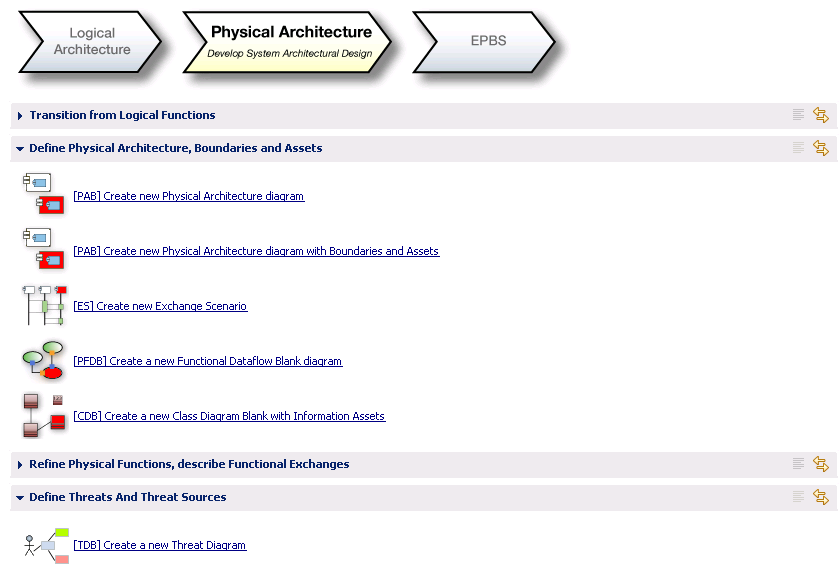 Logical
Architecture
Physical Architecture
Develop System Architectural Design
EPBS
Transition from Logical Functions
Define Physical Architecture, Boundaries and Assets
[PAB] Create new Physical Architecture diagram
[PAB] Create new Physical Architecture diagram with Boundaries and Assets
[ES] Create new Exchange Scenario
[PFDB] Create a new Functional Dataflow Blank diagram
[CDB] Create a new Class Diagram Blank with Information Assets
Refine Physical Functions, describe Functional Exchanges
Define Threats And Threat Sources
[TDB] Create a new Threat Diagram